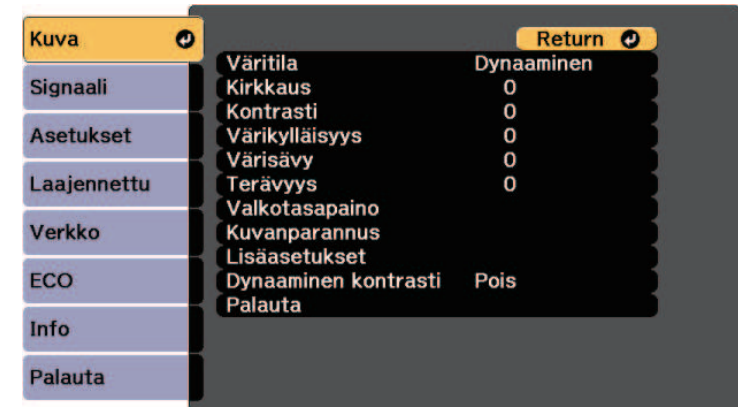 Kuva
Signaali
Asetukset
Laajennettu
Verkko
ECO
Info
Palauta
Return
Väritila Dynaaminen
Kirkkaus 0
Kontrasti 0
Värikylläisyys 0
Värisävy 0
Terävyys 0
Valkotasapaino
Kuvanparannus
Lisäasetukset
Dynaaminen kontrasti Pois
Palauta